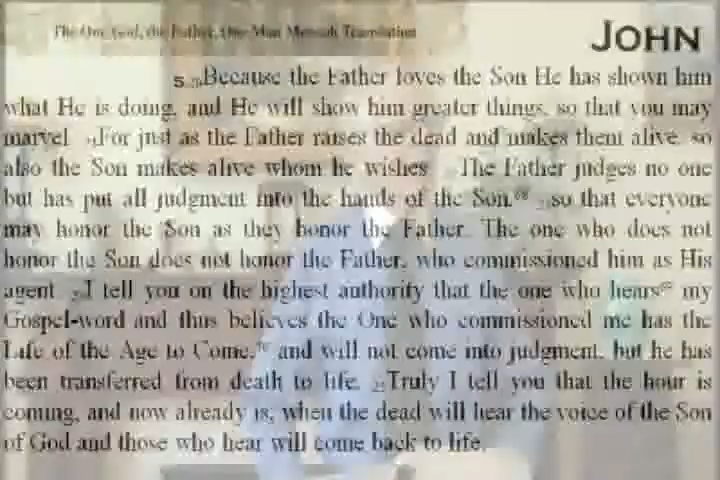 The One God, the Father, One Man Messiah Translation
JOHN
5 20Because the Father loves the Son He has shown him
what He is doing, and He will show him greater things, so that you may
marvel. For just as the Father raises the dead and makes them alive, so
also the Son makes alive whom he wishes. The Father judges no one
but has put all judgment into the hands of the Son, so that everyone
may honor the Son as they honor the Father. The one who does not
honor the Son does not honor the Father, who commissioned him as His
agent. I tell you on the highest authority that the one who hears my
Gospel-word and thus believes the One who commissioned me has the
Life of the Age to Come, and will not come into judgment, but he has
been transferred from death to life. Truly I tell you that the hour is
coming, and now already is, when the dead will hear the voice of the Son
of God and those who hear will come back to life.